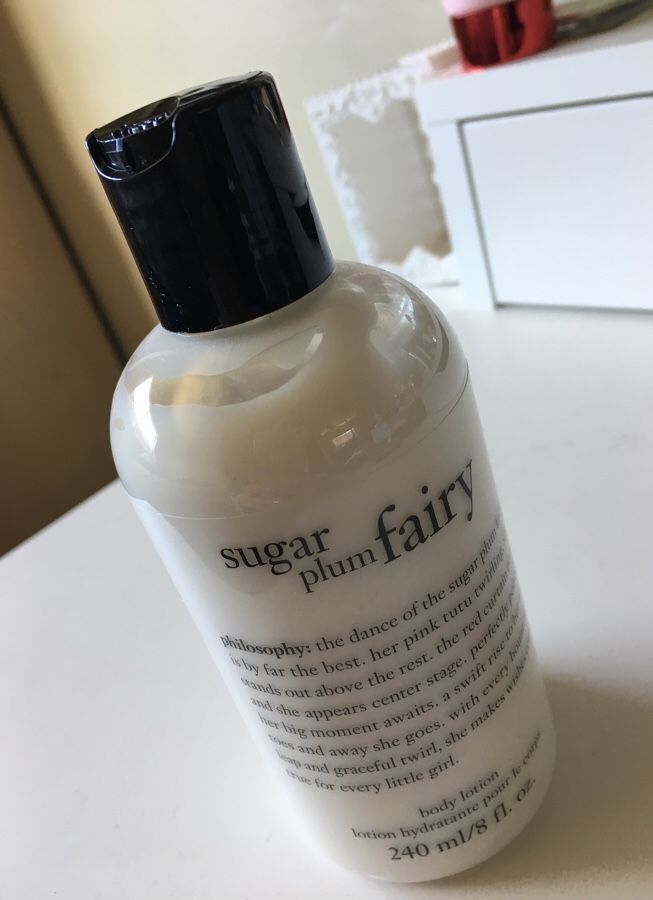 sugar
plum fairy
philosophy: the dance of the sugar plum
is by far the best. her pink tutu twirling,
stands out above the rest. the red curtain
and she appears center stage. perfectly
her big moment awaits. a swift rise to
toes and away she goes. with every
leap and graceful twirl, she makes wishes
true for every little girl.
body lotion
lotion hydratante pour le corps
240 ml/8 fl. oz.